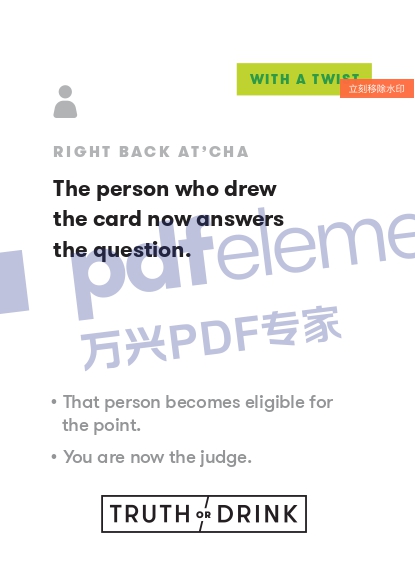 WITH A TWIST
立刻移除水印
RIGHT BACK AT’CHA
The person who drew
the card now answers
the question.
pdfeleme
万兴PDF专家
• That person becomes eligible for
the point.
• You are now the judge.
TRUTH OR DRINK